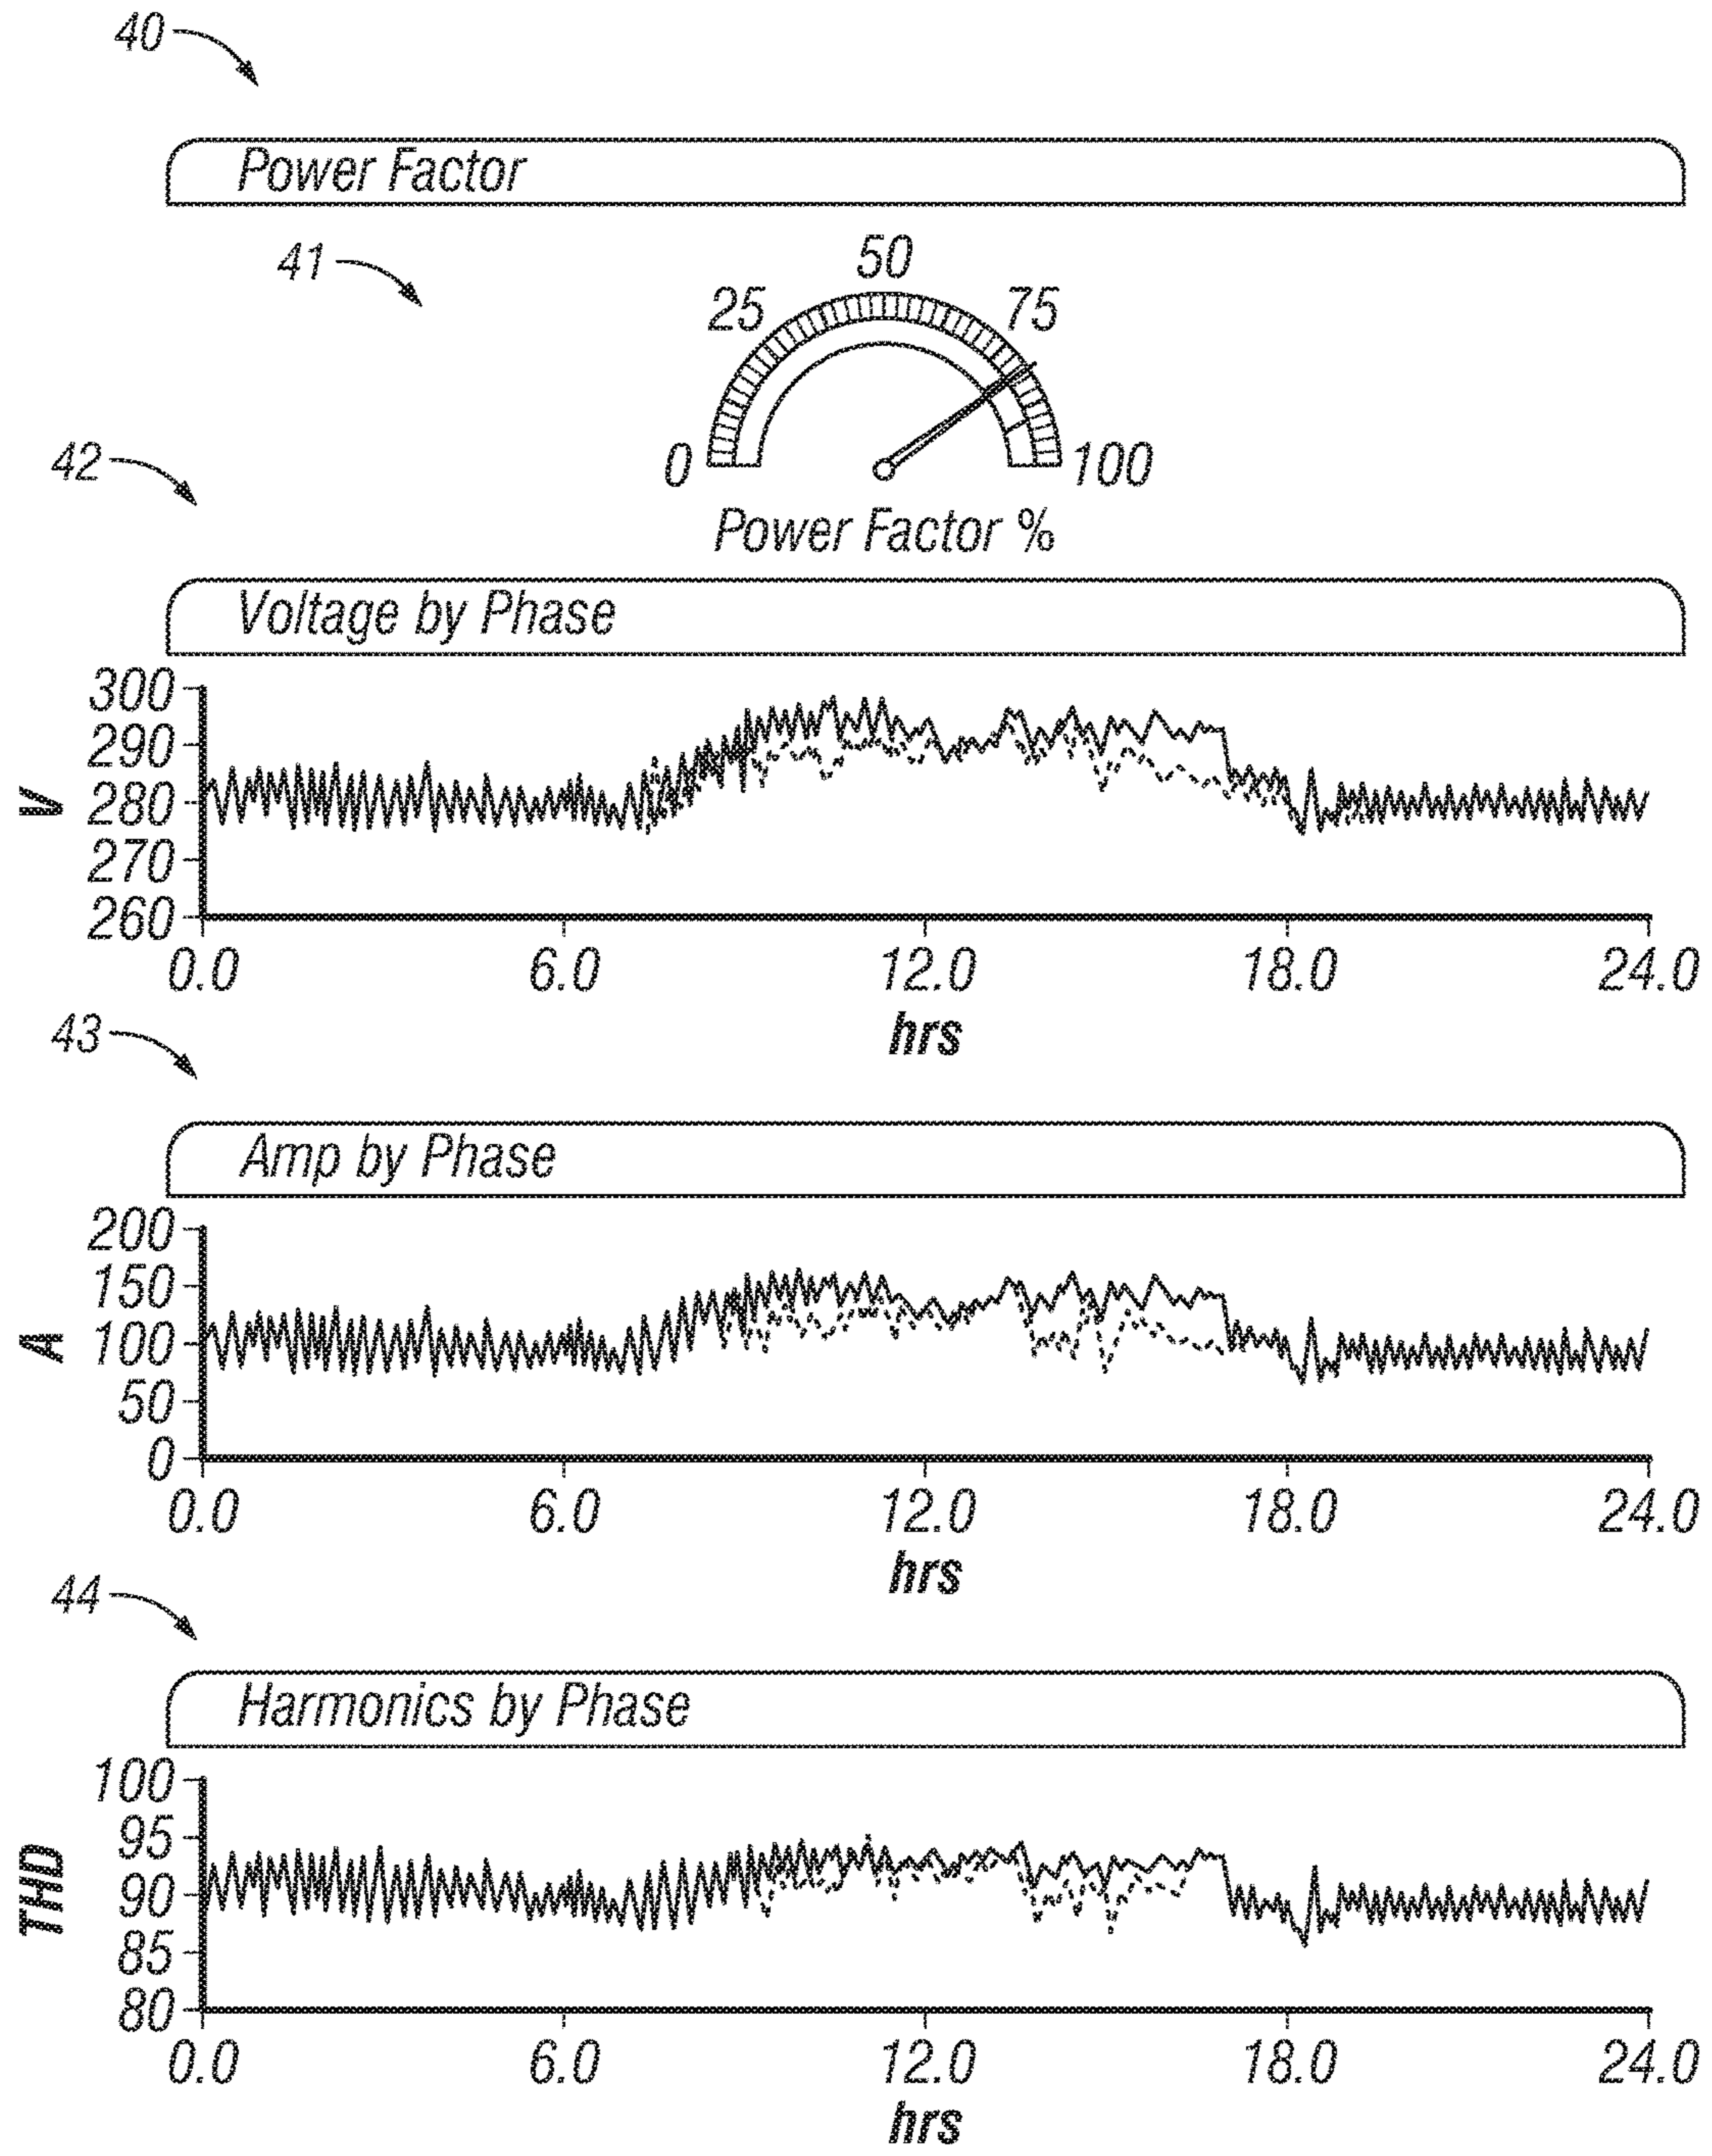 40
Power Factor
41
50
25
75
0
100
Power Factor %
42
Voltage by Phase
300
290
280
270
260
V
0.0 6.0 12.0 18.0 24.0
hrs
43
Amp by Phase
200
150
100
50
0
A
0.0 6.0 12.0 18.0 24.0
hrs
44
Harmonics by Phase
100
95
90
85
80
THD
0.0 6.0 12.0 18.0 24.0
hrs